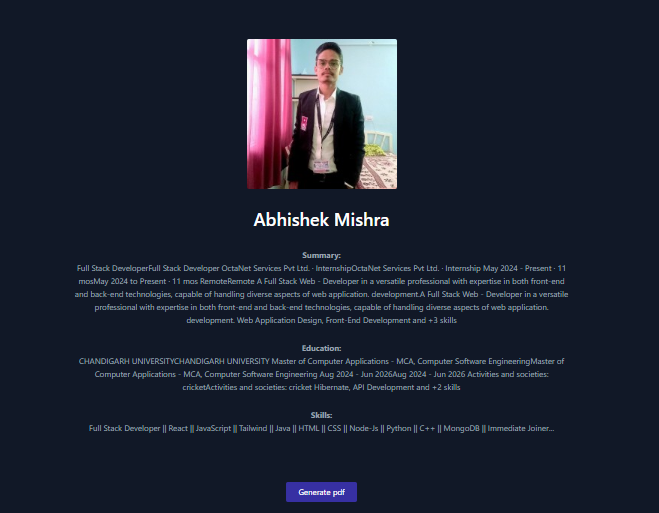 Abhishek Mishra
Summary:
Full Stack DeveloperFull Stack Developer OctaNet Services Pvt Ltd. · InternshipOctaNet Services Pvt Ltd. · Internship May 2024 - Present · 11
mosMay 2024 to Present · 11 mos RemoteRemote A Full Stack Web - Developer in a versatile professional with expertise in both front-end
and back-end technologies, capable of handling diverse aspects of web application. development.A Full Stack Web - Developer in a versatile
professional with expertise in both front-end and back-end technologies, capable of handling diverse aspects of web application.
development. Web Application Design, Front-End Development and +3 skills
Education:
CHANDIGARH UNIVERSITYCHANDIGARH UNIVERSITY Master of Computer Applications - MCA, Computer Software EngineeringMaster of
Computer Applications - MCA, Computer Software Engineering Aug 2024 - Jun 2026Aug 2024 - Jun 2026 Activities and societies:
cricketActivities and societies: cricket Hibernate, API Development and +2 skills
Skills:
Full Stack Developer || React || JavaScript || Tailwind || Java || HTML || CSS || Node-Js || Python || C++ || MongoDB || Immediate Joiner...
Generate pdf